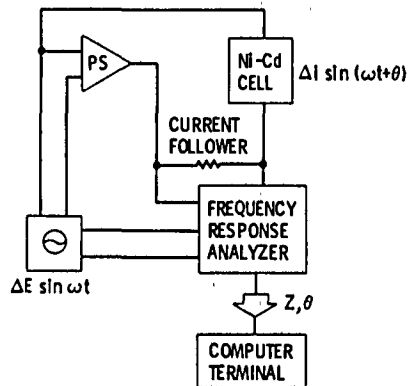 PS
Ni-Cd
CELL
ΔI sin (ωt+θ)
CURRENT
FOLLOWER
FREQUENCY
RESPONSE
ANALYZER
ΔE sin ωt
Z, θ
COMPUTER
TERMINAL